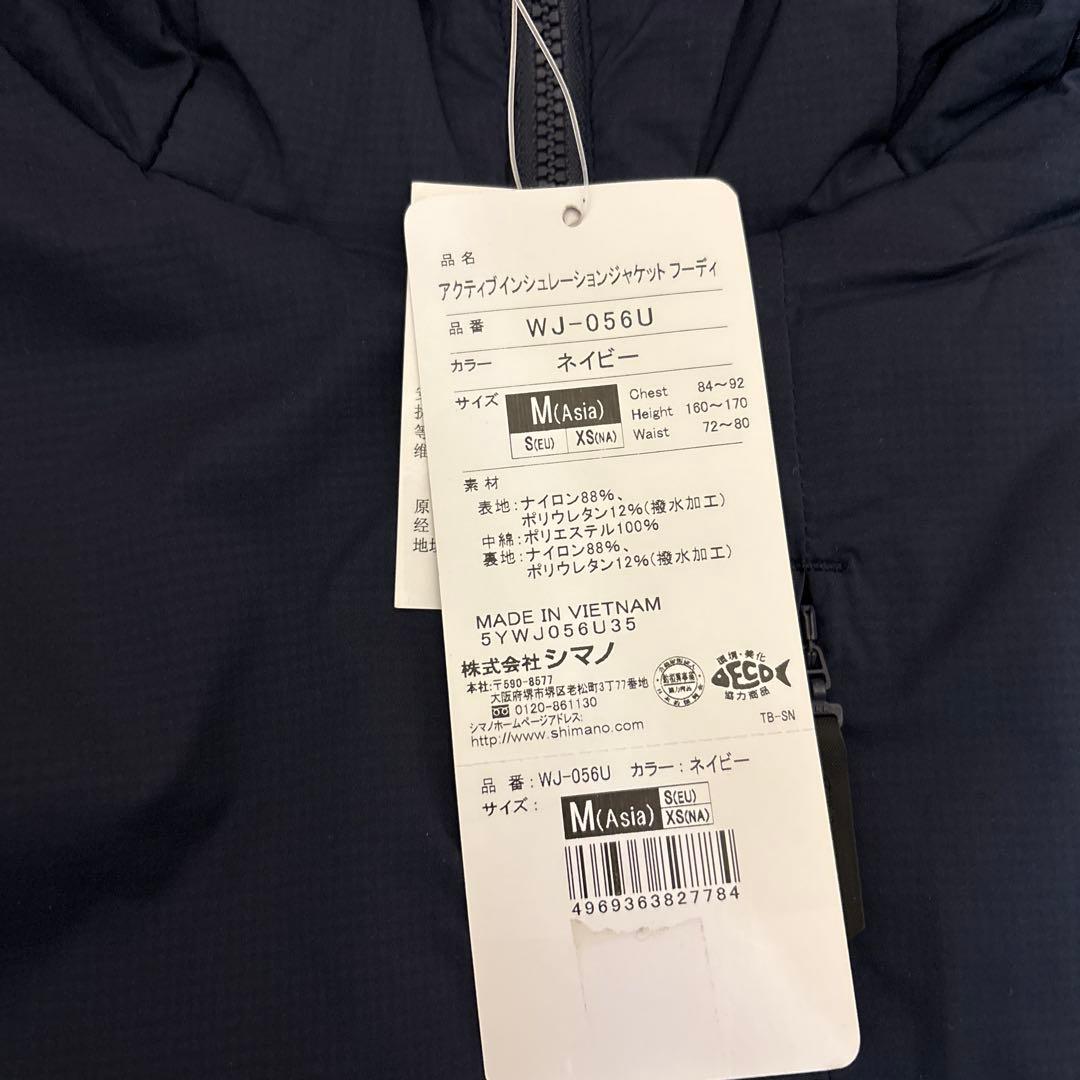 品名
アクティブインシュレーションジャケット フーディ
品番 WJ-056U
カラー ネイビー
サイズ M(Asia) S(EU) XS(NA)
Chest 84〜92
Height 160〜170
Waist 72〜80
素材
表地:ナイロン88%、
ポリウレタン12%(撥水加工)
中綿:ポリエステル100%
裏地:ナイロン88%、
ポリウレタン12%(撥水加工)
MADE IN VIETNAM
5YWJ056U35
株式会社シマノ
本社:〒590-8577
大阪府堺市堺区老松町3丁77番地
0120-861130
シマノホームページアドレス:
http://www.shimano.com
環境・美化
ECO
協力商品
TB-SN
品番:WJ-056U カラー:ネイビー
サイズ: M(Asia) S(EU) XS(NA)
4969363827784
等
维
原
经
地址